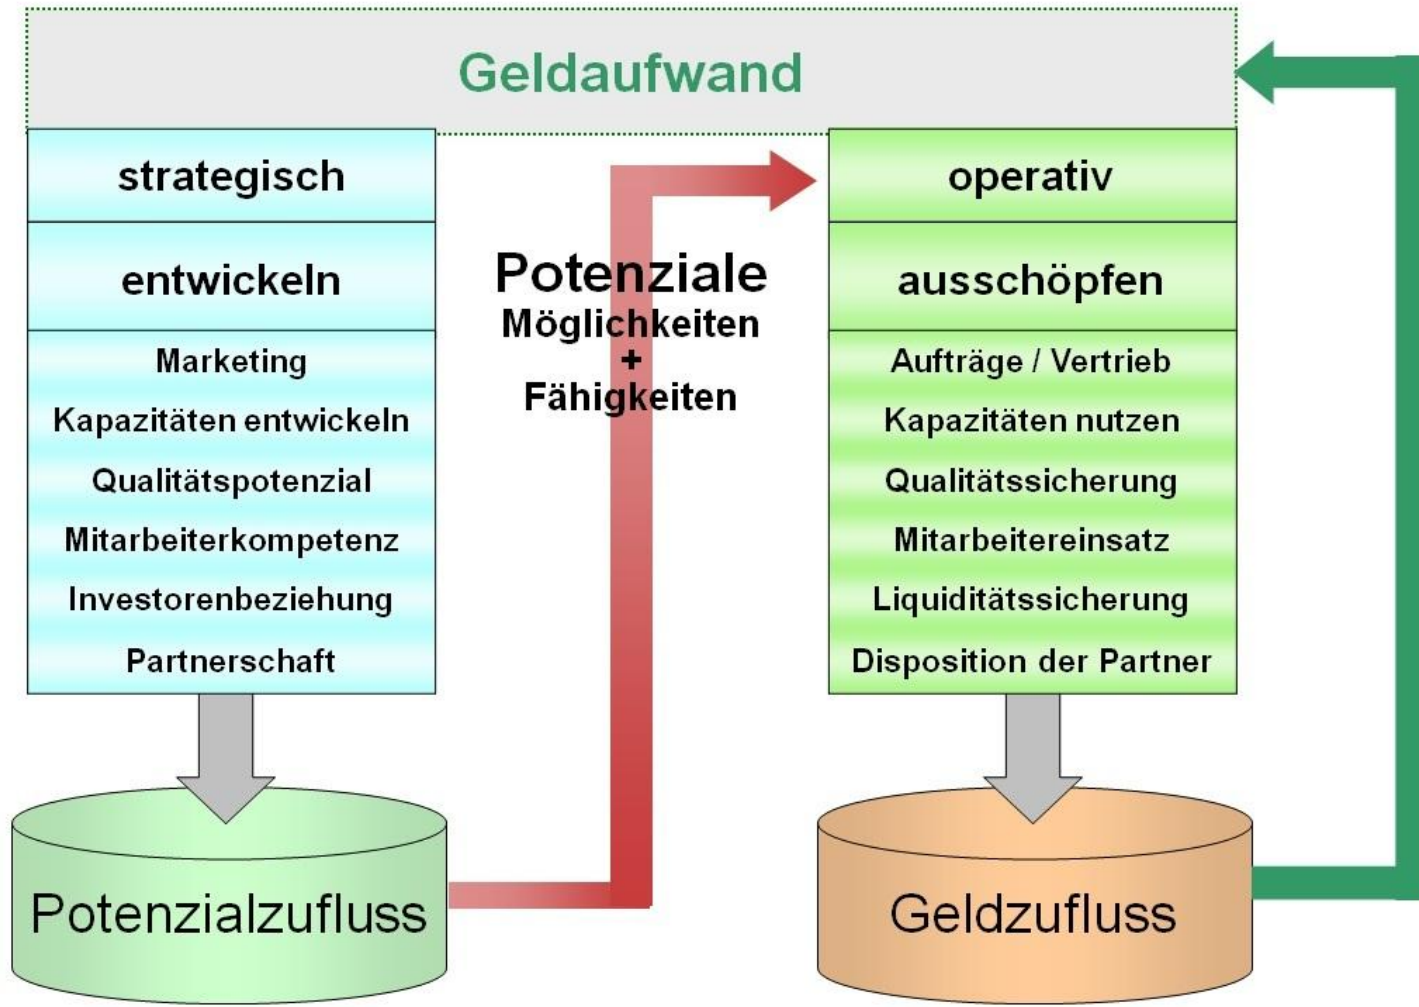 Geldaufwand
strategisch
entwickeln
Marketing
Kapazitäten entwickeln
Qualitätspotenzial
Mitarbeiterkompetenz
Investorenbeziehung
Partnerschaft
Potenzialzufluss
Potenziale
Möglichkeiten
+
Fähigkeiten
operativ
ausschöpfen
Aufträge / Vertrieb
Kapazitäten nutzen
Qualitätssicherung
Mitarbeitereinsatz
Liquiditätssicherung
Disposition der Partner
Geldzufluss